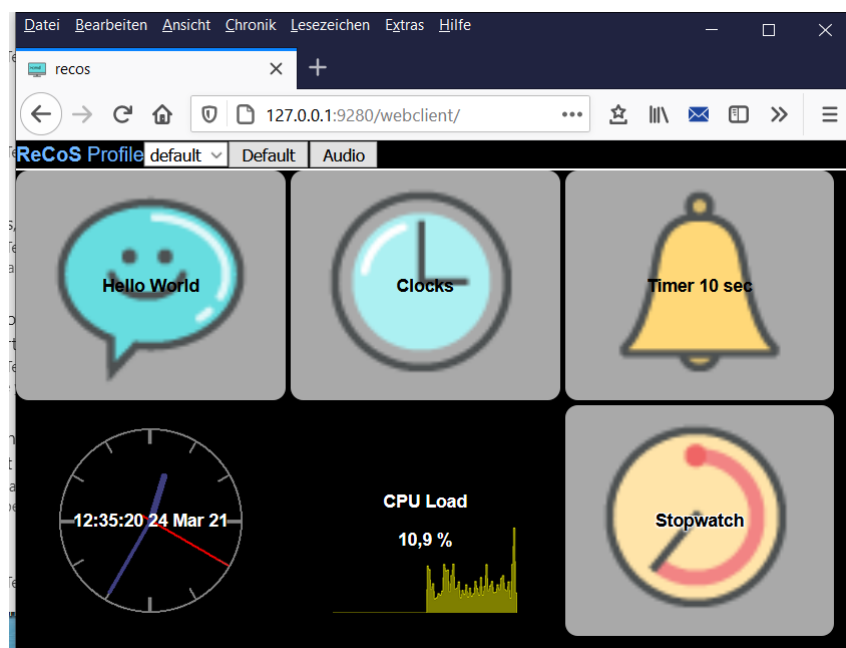 Datei Bearbeiten Ansicht Chronik Lesezeichen Extras Hilfe
recos
127.0.0.1:9280/webclient/
ReCoS Profile default Default Audio
Hello World
Clocks
Timer 10 sec
12:35:20 24 Mar 21
CPU Load
10,9 %
Stopwatch